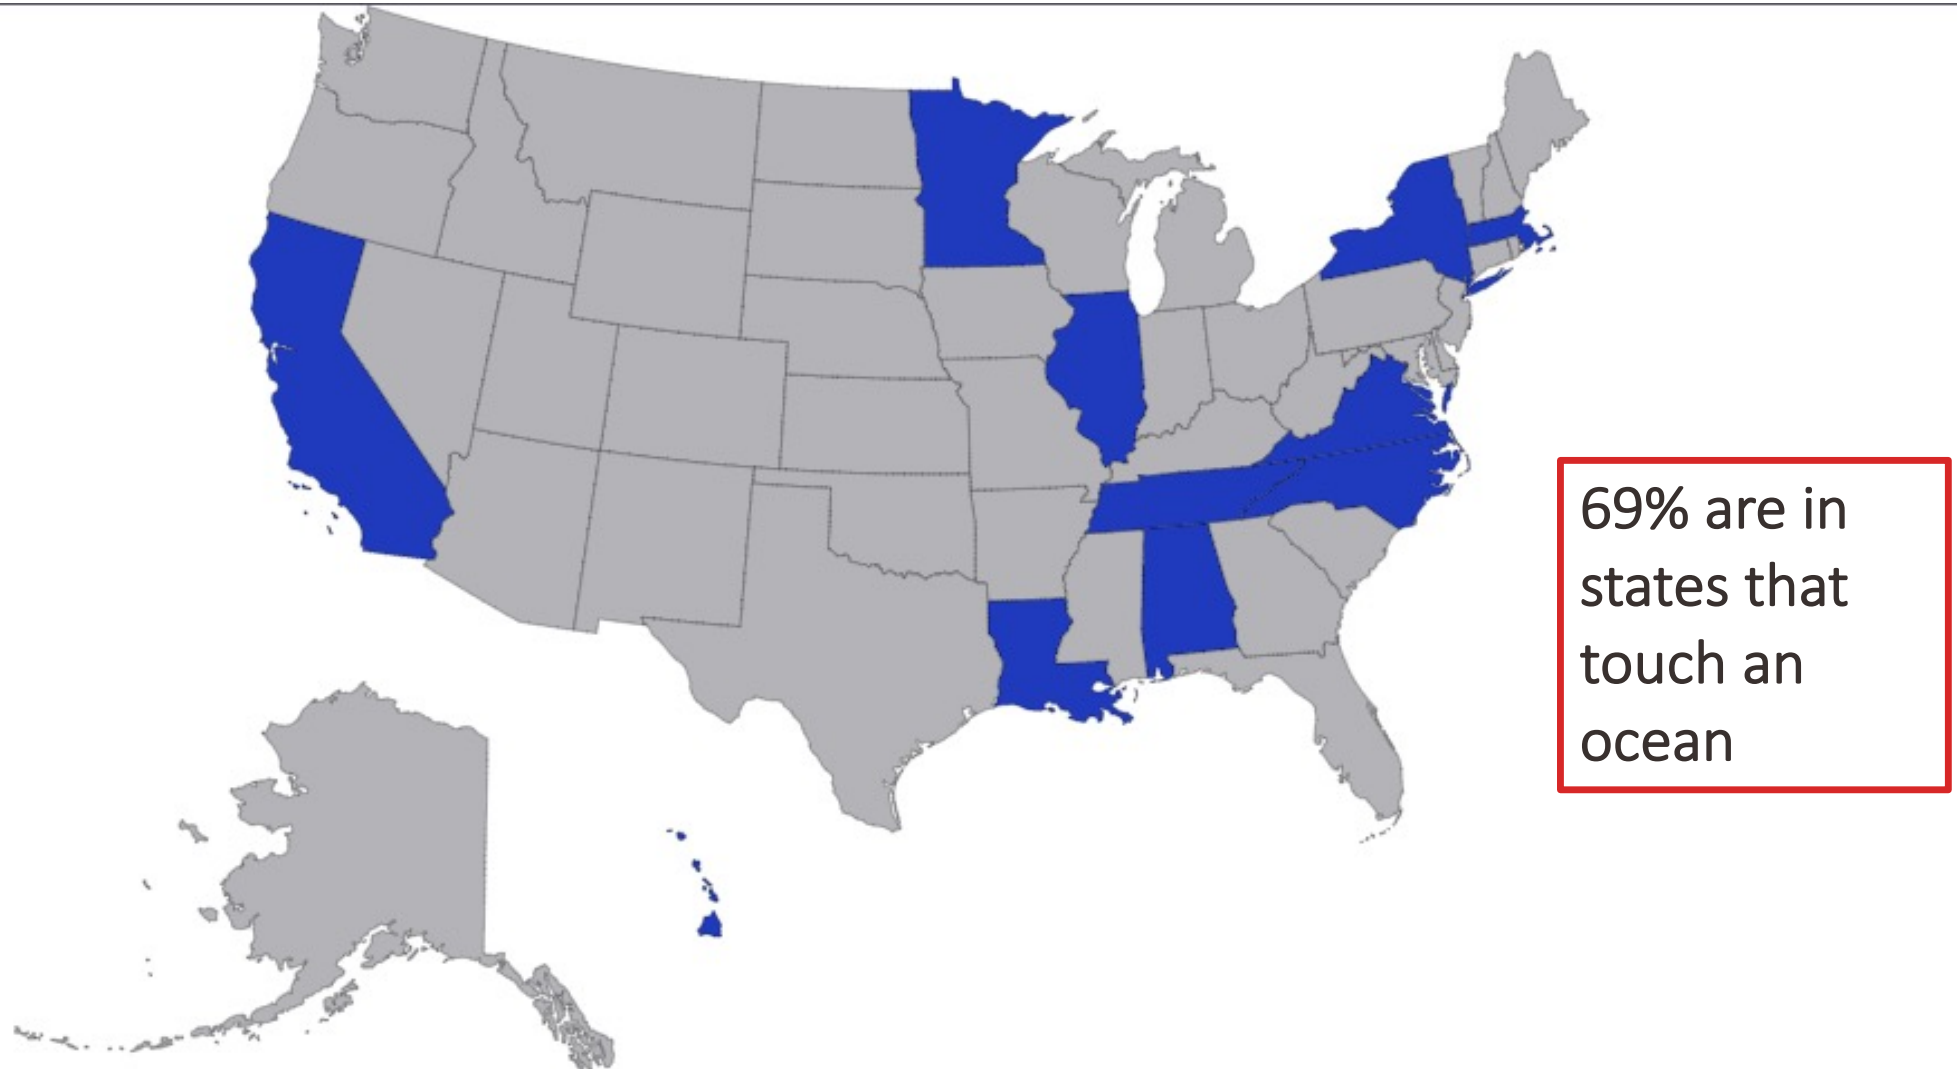 69% are in
states that
touch an
ocean